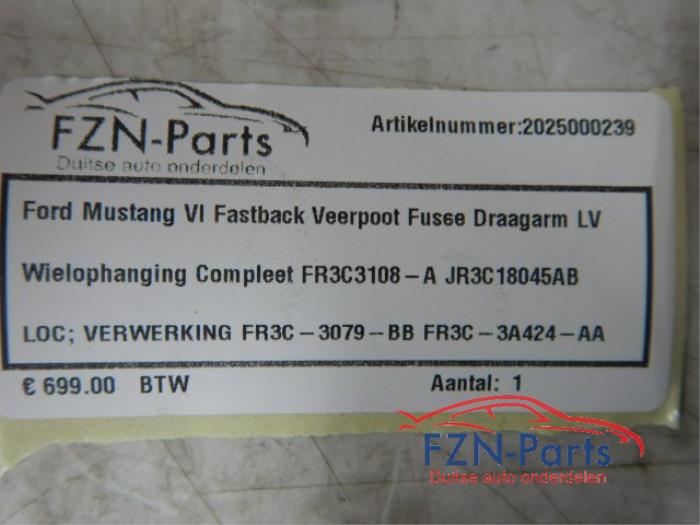 FZN-Parts
Duitse auto onderdelen
Artikelnummer:2025000239
Ford Mustang VI Fastback Veerpoot Fusee Draagarm LV
Wielophanging Compleet FR3C3108-A JR3C18045AB
LOC; VERWERKING FR3C-3079-BB FR3C-3A424-AA
€ 699.00 BTW
Aantal: 1
FZN-Parts
Duitse auto onderdelen